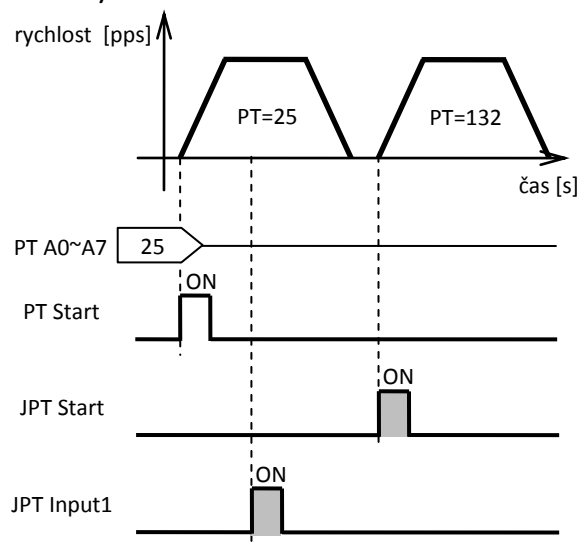 rychlost [pps]
PT=25
PT=132
čas [s]
PT A0~A7
25
ON
PT Start
ON
JPT Start
ON
JPT Input1